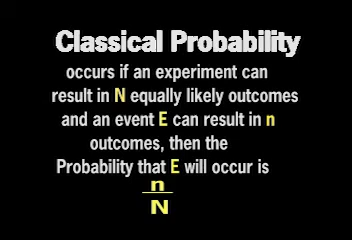 Classical Probability
occurs if an experiment can
result in N equally likely outcomes
and an event E can result in n
outcomes, then the
Probability that E will occur is
n
N